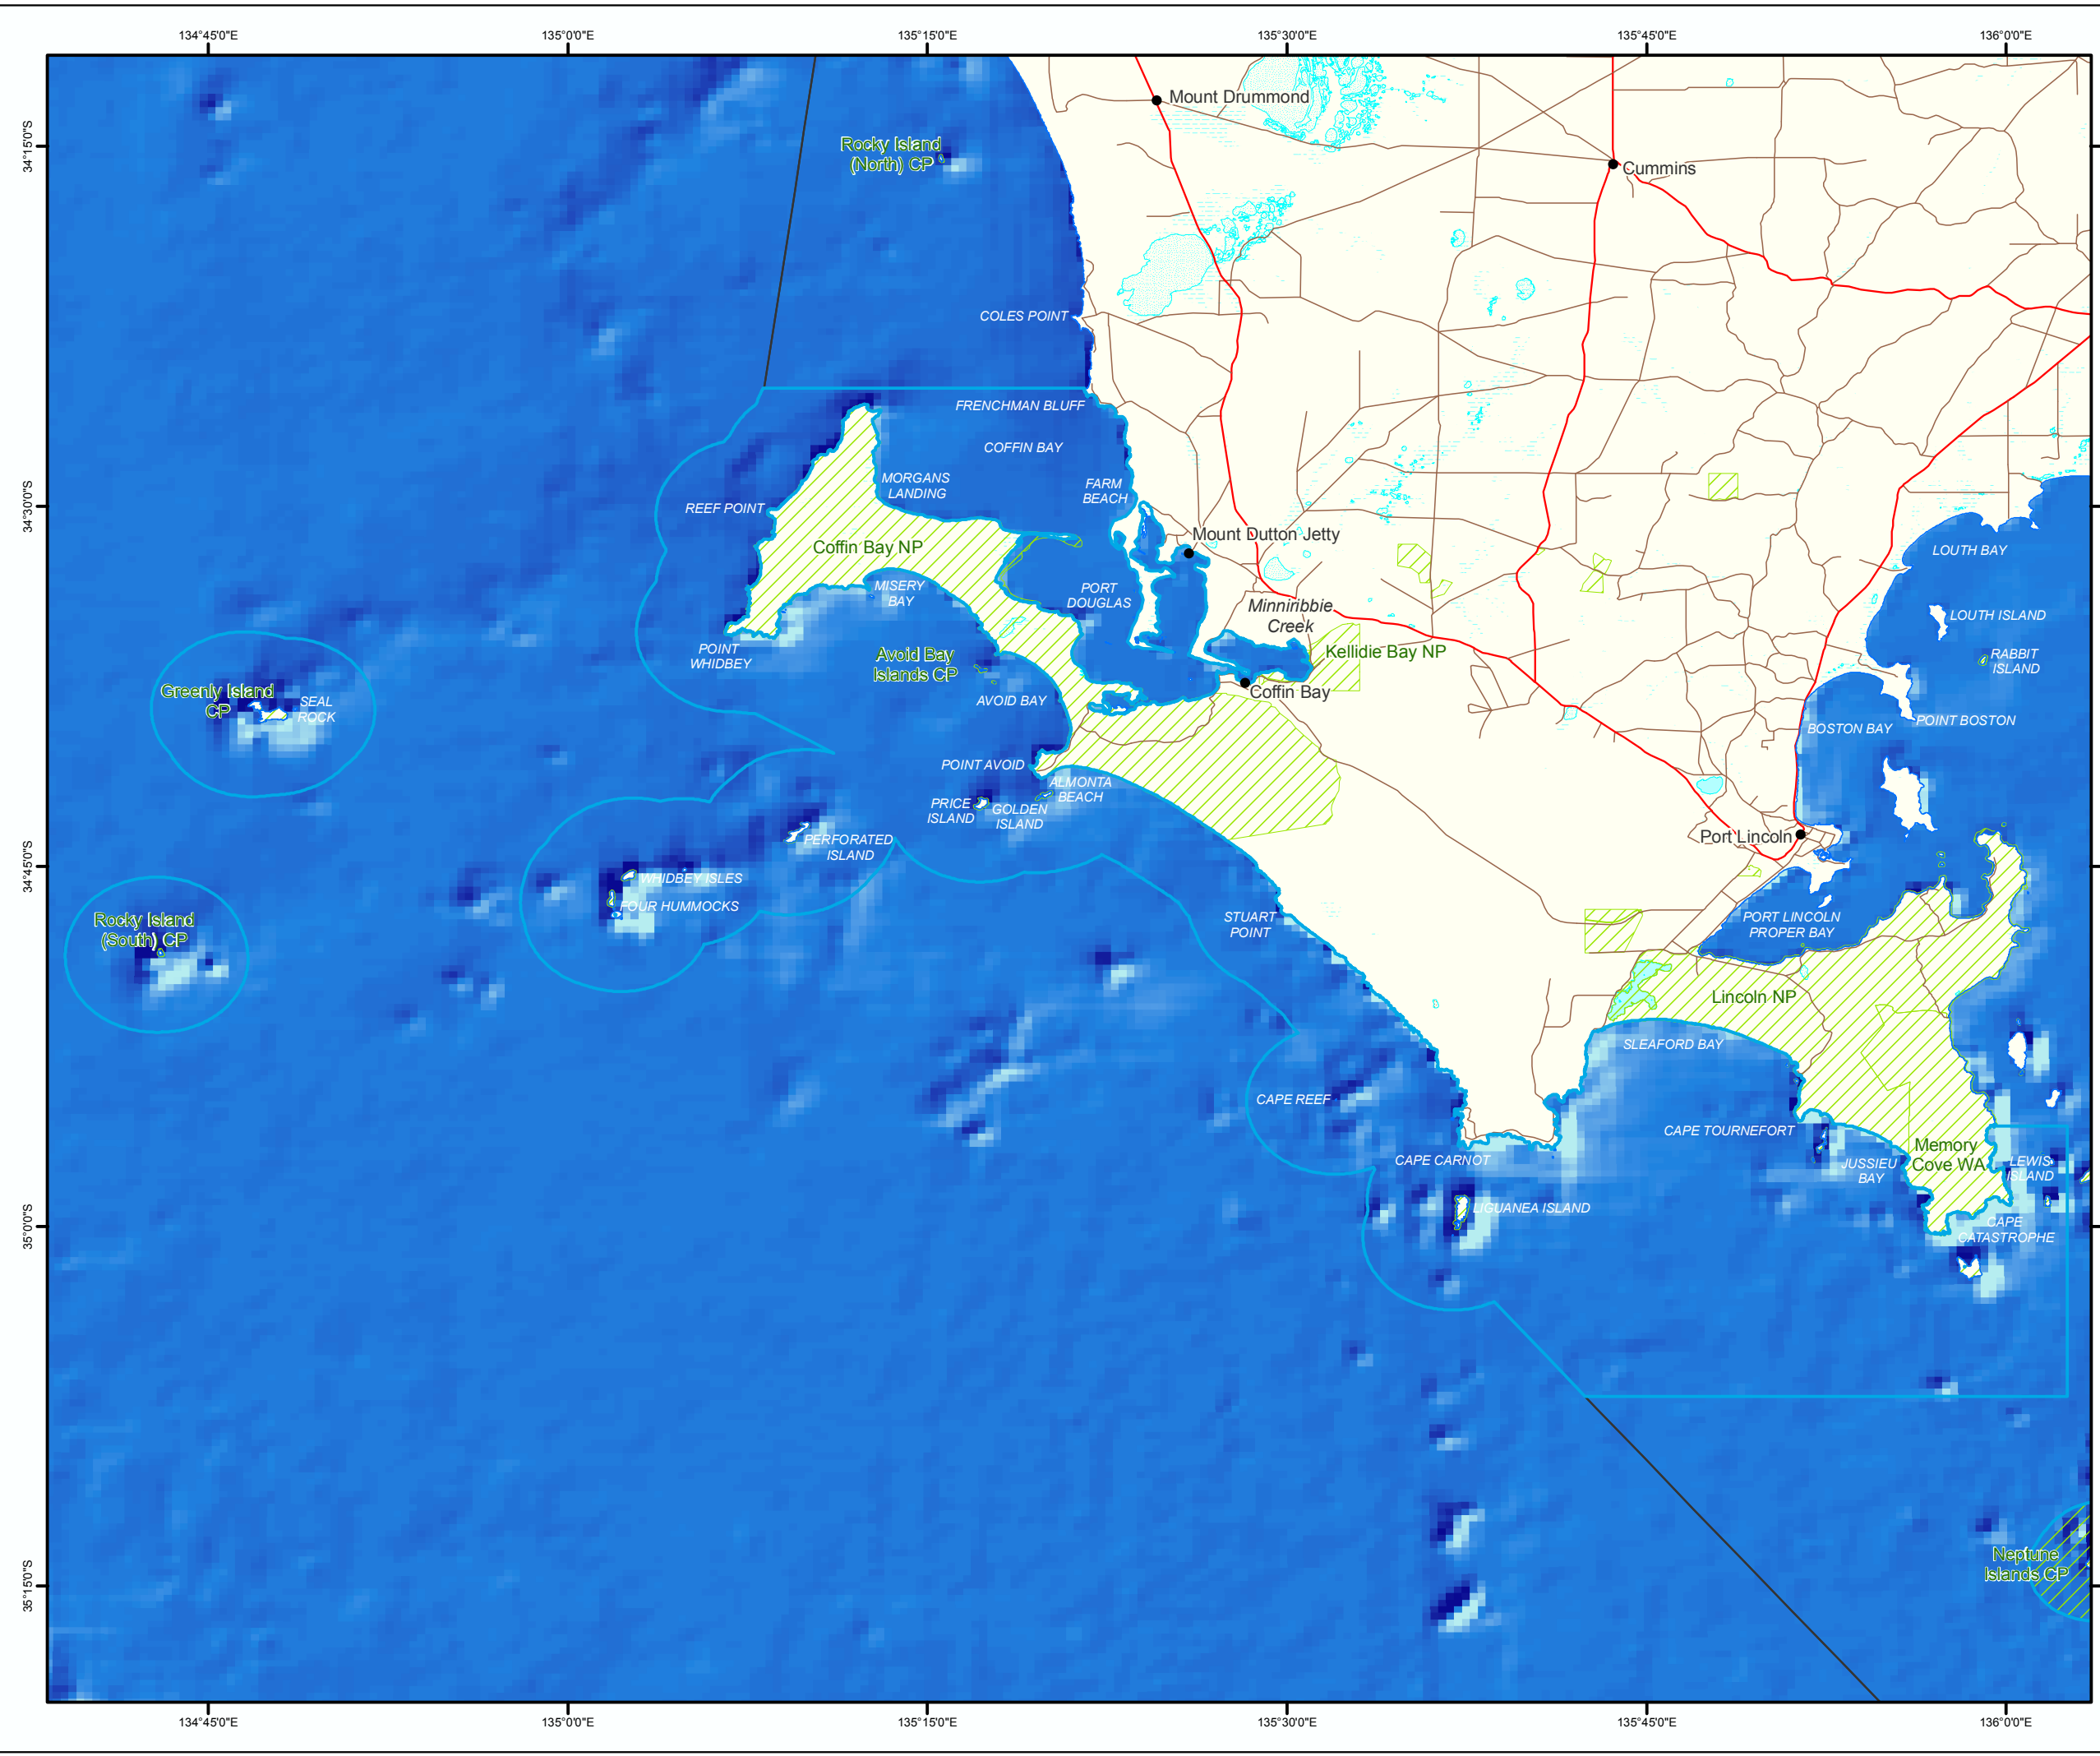 134°45'0"E
135°0'0"E
135°15'0"E
135°30'0"E
135°45'0"E
136°0'0"E
34°15'0"S
34°30'0"S
34°45'0"S
35°0'0"S
35°15'0"S
Mount Drummond
Cummins
Rocky Island
(North) CP
COLES POINT
FRENCHMAN BLUFF
COFFIN BAY
MORGANS
LANDING
FARM
BEACH
REEF POINT
Coffin Bay NP
Mount Dutton Jetty
LOUTH BAY
MISERY
BAY
PORT
DOUGLAS
Minniribbie
Creek
LOUTH ISLAND
POINT
WHIDBEY
Avoid Bay
Islands CP
Kellidie Bay NP
RABBIT
ISLAND
Greenly Island
CP
SEAL
ROCK
AVOID BAY
Coffin Bay
BOSTON BAY
POINT BOSTON
POINT AVOID
ALMONTA
BEACH
PRICE
ISLAND
GOLDEN
ISLAND
PERFORATED
ISLAND
Port Lincoln
WHIDBEY ISLES
FOUR HUMMOCKS
Rocky Island
(South) CP
STUART
POINT
PORT LINCOLN
PROPER BAY
Lincoln NP
SLEAFORD BAY
CAPE REEF
CAPE TOURNEFORT
CAPE CARNOT
JUSSIEU
BAY
Memory
Cove WA
LEWIS
ISLAND
LIGUANEA ISLAND
CAPE
CATASTROPHE
Neptune
Islands CP
134°45'0"E
135°0'0"E
135°15'0"E
135°30'0"E
135°45'0"E
136°0'0"E